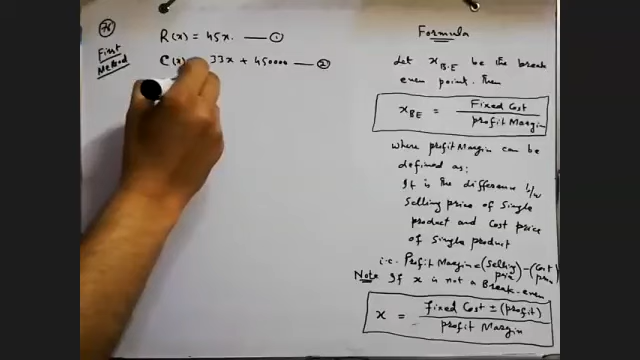 76
First
Method
R(x) = 45x. — 1
C(x) = 33x + 450000 — 2
Formula
Let x B.E be the break
even point. Then
x BE = Fixed Cost / profit Margin
where profit Margin can be
defined as:
It is the difference b/w
Selling price of Single
product and Cost price
of Single product
i.e. Profit Margin = (Selling price) - (Cost price)
Note If x is not a Break-even
x = fixed Cost ± (profit) / profit Margin